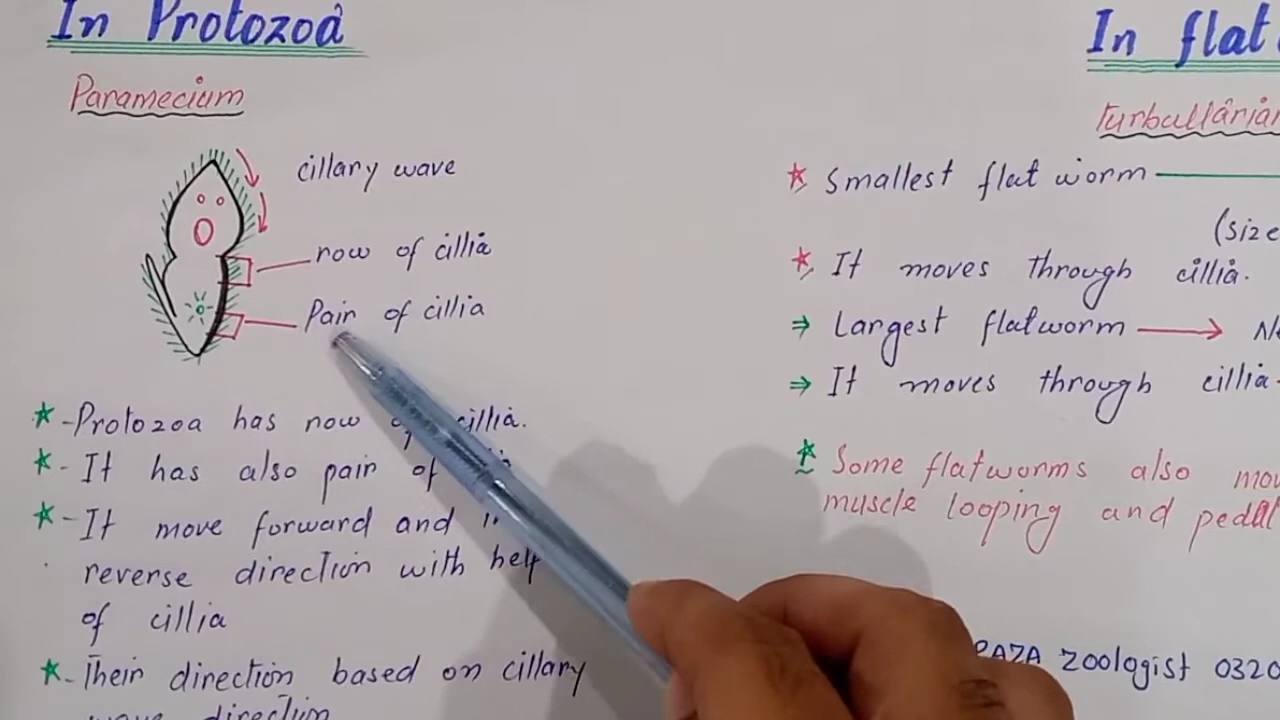 In Protozoa
Paramecium
cillary wave
row of cillia
Pair of cillia
* - Protozoa has row cillia.
* - It has also pair of
* - It move forward and
reverse direction with help
of cillia
* - Their direction based on cillary
wave direction
In flat
turbullarian
* Smallest flat worm
(size
* It moves through cillia.
⇒ Largest flatworm →
⇒ It moves through cillia
* Some flatworms also
muscle looping and
RAZA zoologist 0320